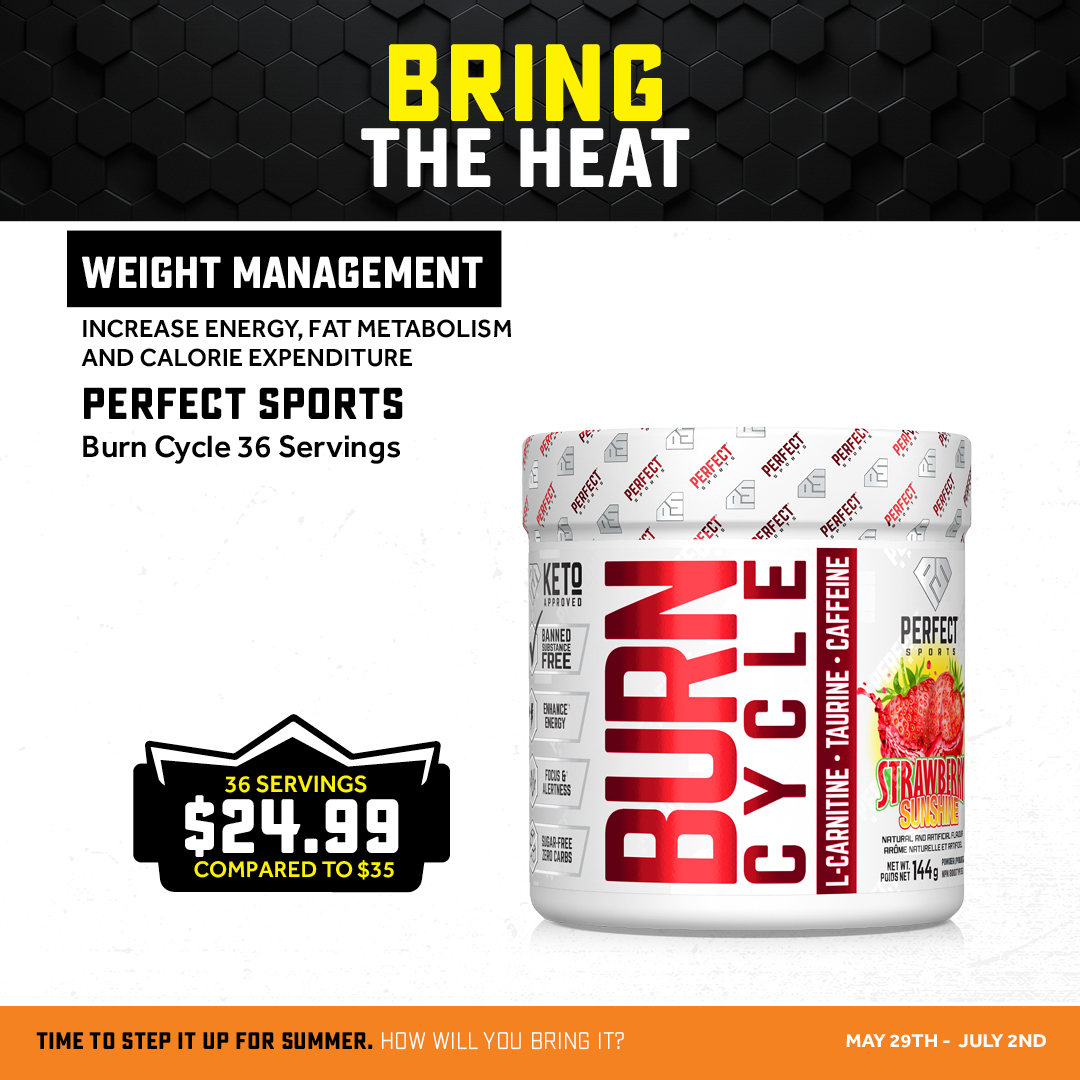 BRING
THE HEAT
WEIGHT MANAGEMENT
INCREASE ENERGY, FAT METABOLISM
AND CALORIE EXPENDITURE
PERFECT SPORTS
Burn Cycle 36 Servings
36 SERVINGS
$24.99
COMPARED TO $35
PERFECT SPORTS
KETO
APPROVED
BANNED
SUBSTANCE
FREE
ENHANCE
ENERGY
FOCUS &
ALERTNESS
SUGAR-FREE
ZERO CARBS
BURN
CYCLE
L-CARNITINE • TAURINE • CAFFEINE
PERFECT
SPORTS
STRAWBERRY
SUNSHINE
NATURAL AND ARTIFICIAL FLAVOUR
ARÔME NATURELLE ET ARTIFICIEL
NET WT.
POIDS NET 144g
TIME TO STEP IT UP FOR SUMMER. HOW WILL YOU BRING IT?
MAY 29TH - JULY 2ND